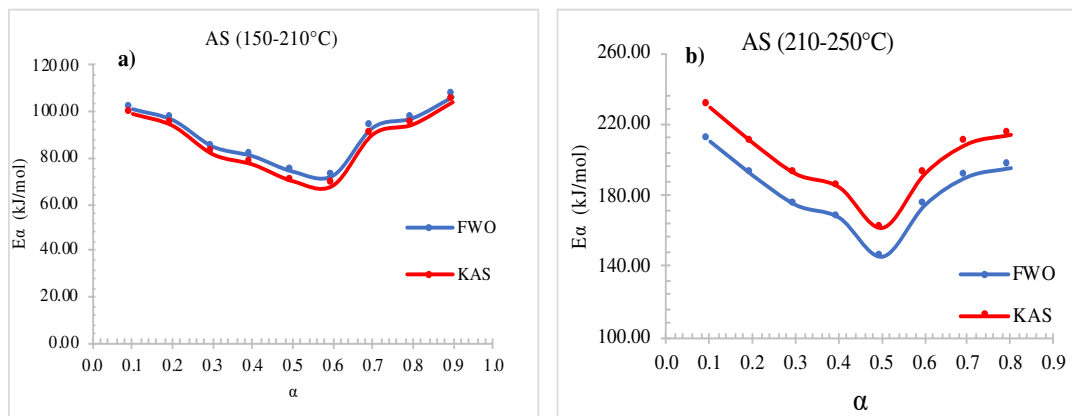 AS (150-210°C)
a)
120.00
100.00
80.00
60.00
40.00
20.00
0.00
Eα (kJ/mol)
FWO
KAS
0.0 0.1 0.2 0.3 0.4 0.5 0.6 0.7 0.8 0.9 1.0
α
AS (210-250°C)
b)
260.00
220.00
180.00
140.00
100.00
Eα (kJ/mol)
FWO
KAS
0.0 0.1 0.2 0.3 0.4 0.5 0.6 0.7 0.8 0.9
α